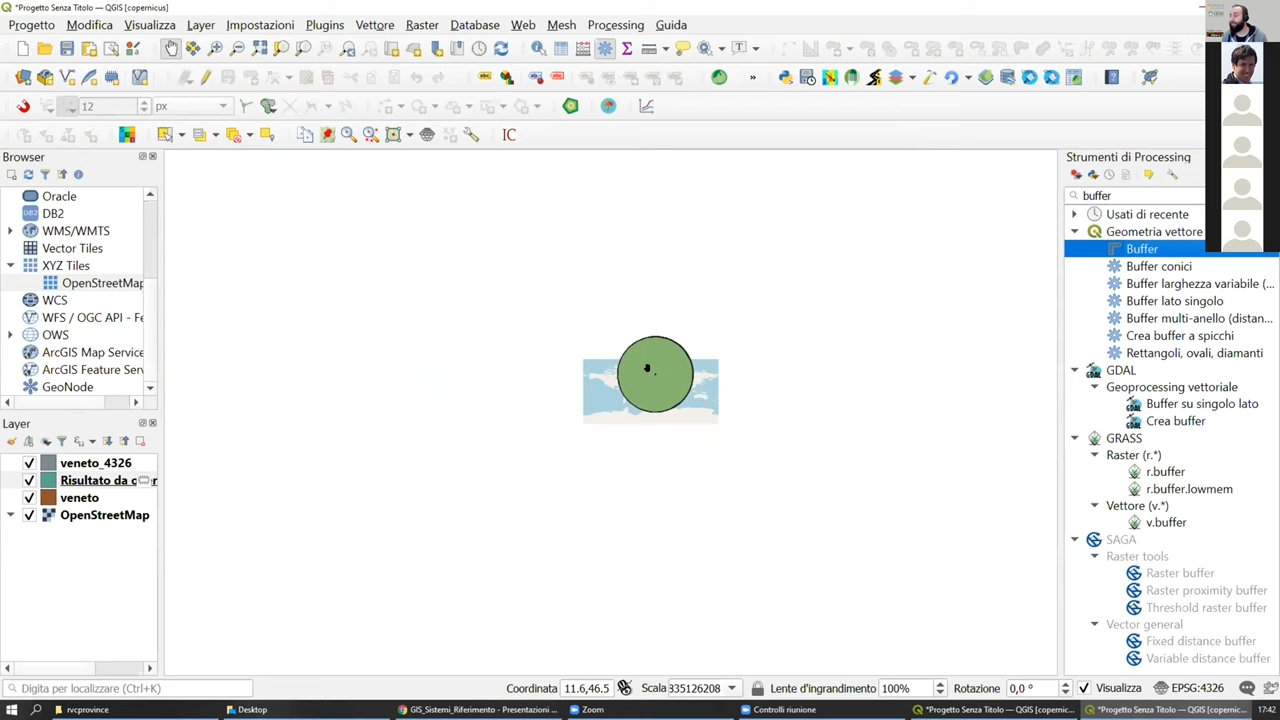 *Progetto Senza Titolo — QGIS [copernicus]
Progetto Modifica Visualizza Layer Impostazioni Plugins Vettore Raster Database Web Mesh Processing Guida
12 px
IC
Browser
Oracle
DB2
WMS/WMTS
Vector Tiles
XYZ Tiles
OpenStreetMap
WCS
WFS / OGC API - Fe
OWS
ArcGIS Map Service
ArcGIS Feature Serv
GeoNode
Layer
veneto_4326
Risultato da
veneto
OpenStreetMap
Strumenti di Processing
buffer
Usati di recente
Geometria vettore
Buffer
Buffer conici
Buffer larghezza variabile (...
Buffer lato singolo
Buffer multi-anello (distan...
Crea buffer a spicchi
Rettangoli, ovali, diamanti
GDAL
Geoprocessing vettoriale
Buffer su singolo lato
Crea buffer
GRASS
Raster (r.*)
r.buffer
r.buffer.lowmem
Vettore (v.*)
v.buffer
SAGA
Raster tools
Raster buffer
Raster proximity buffer
Threshold raster buffer
Vector general
Fixed distance buffer
Variable distance buffer
Digita per localizzare (Ctrl+K)
Coordinata 11.6,46.5 Scala 335126208 Lente d'ingrandimento 100% Rotazione 0,0 ° Visualizza EPSG:4326
rvcprovince Desktop GIS_Sistemi_Riferimento - Presentazioni ... Zoom Controlli riunione *Progetto Senza Titolo — QGIS [copernic... *Progetto Senza Titolo — QGIS [copernic... 17:42